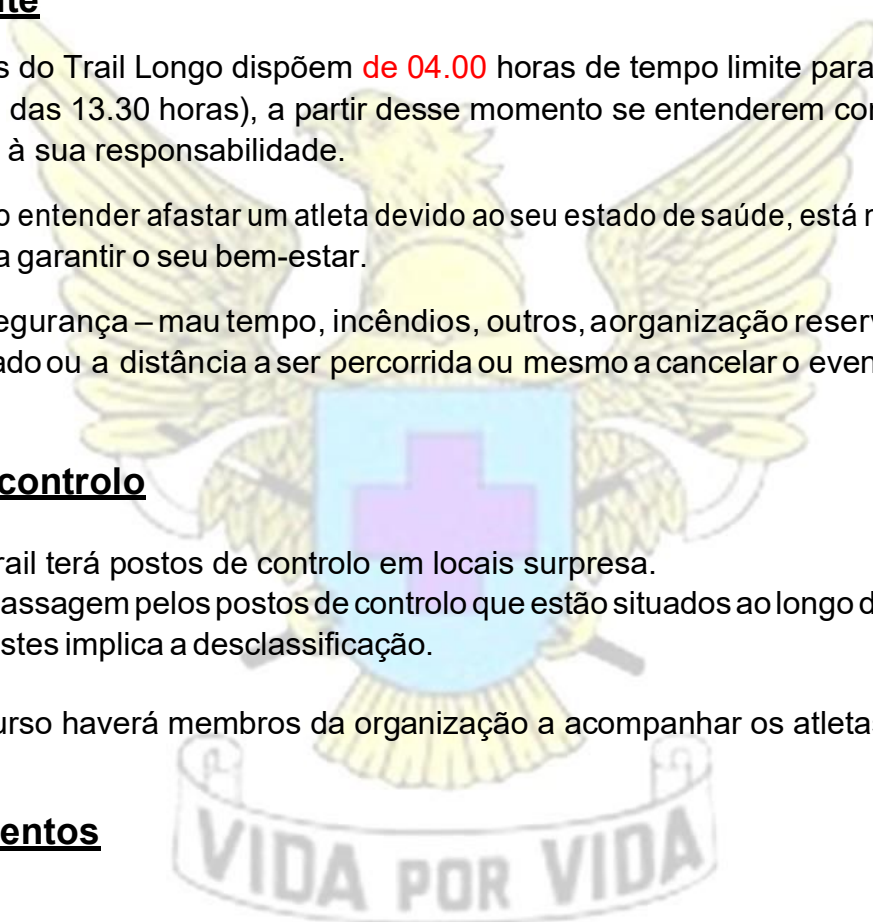 s do Trail Longo dispõem de 04.00 horas de tempo limite para
das 13.30 horas), a partir desse momento se entenderem
à sua responsabilidade.
o entender afastar um atleta devido ao seu estado de saúde, está
a garantir o seu bem-estar.
egurança – mau tempo, incêndios, outros, aorganização reserv
ado ou a distância a ser percorrida ou mesmo a cancelar o even
controlo
rail terá postos de controlo em locais surpresa.
assagem pelos postos de controlo que estão situados ao longo d
stes implica a desclassificação.
urso haverá membros da organização a acompanhar os atletas
entos
VIDA POR VIDA